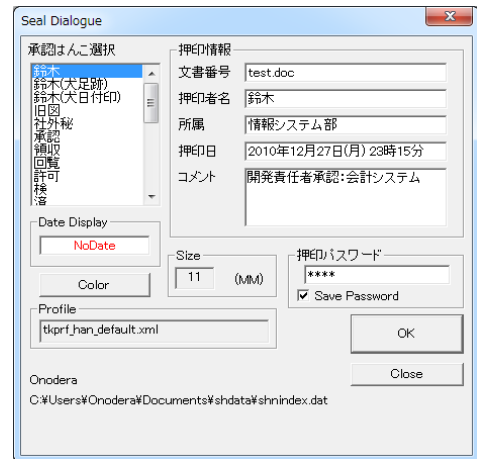 Seal Dialogue
承認はんこ選択
鈴木
鈴木(犬足跡)
鈴木(犬日付印)
旧図
社外秘
承認
領収
回覧
許可
検
済
押印情報
文書番号 test.doc
押印者名 鈴木
所属 情報システム部
押印日 2010年12月27日(月) 23時15分
コメント 開発責任者承認:会計システム
Date Display
NoDate
Color
Size
11 (MM)
押印パスワード
****
Save Password
Profile
tkprf_han_default.xml
OK
Close
Onodera
C:¥Users¥Onodera¥Documents¥shdata¥shnindex.dat